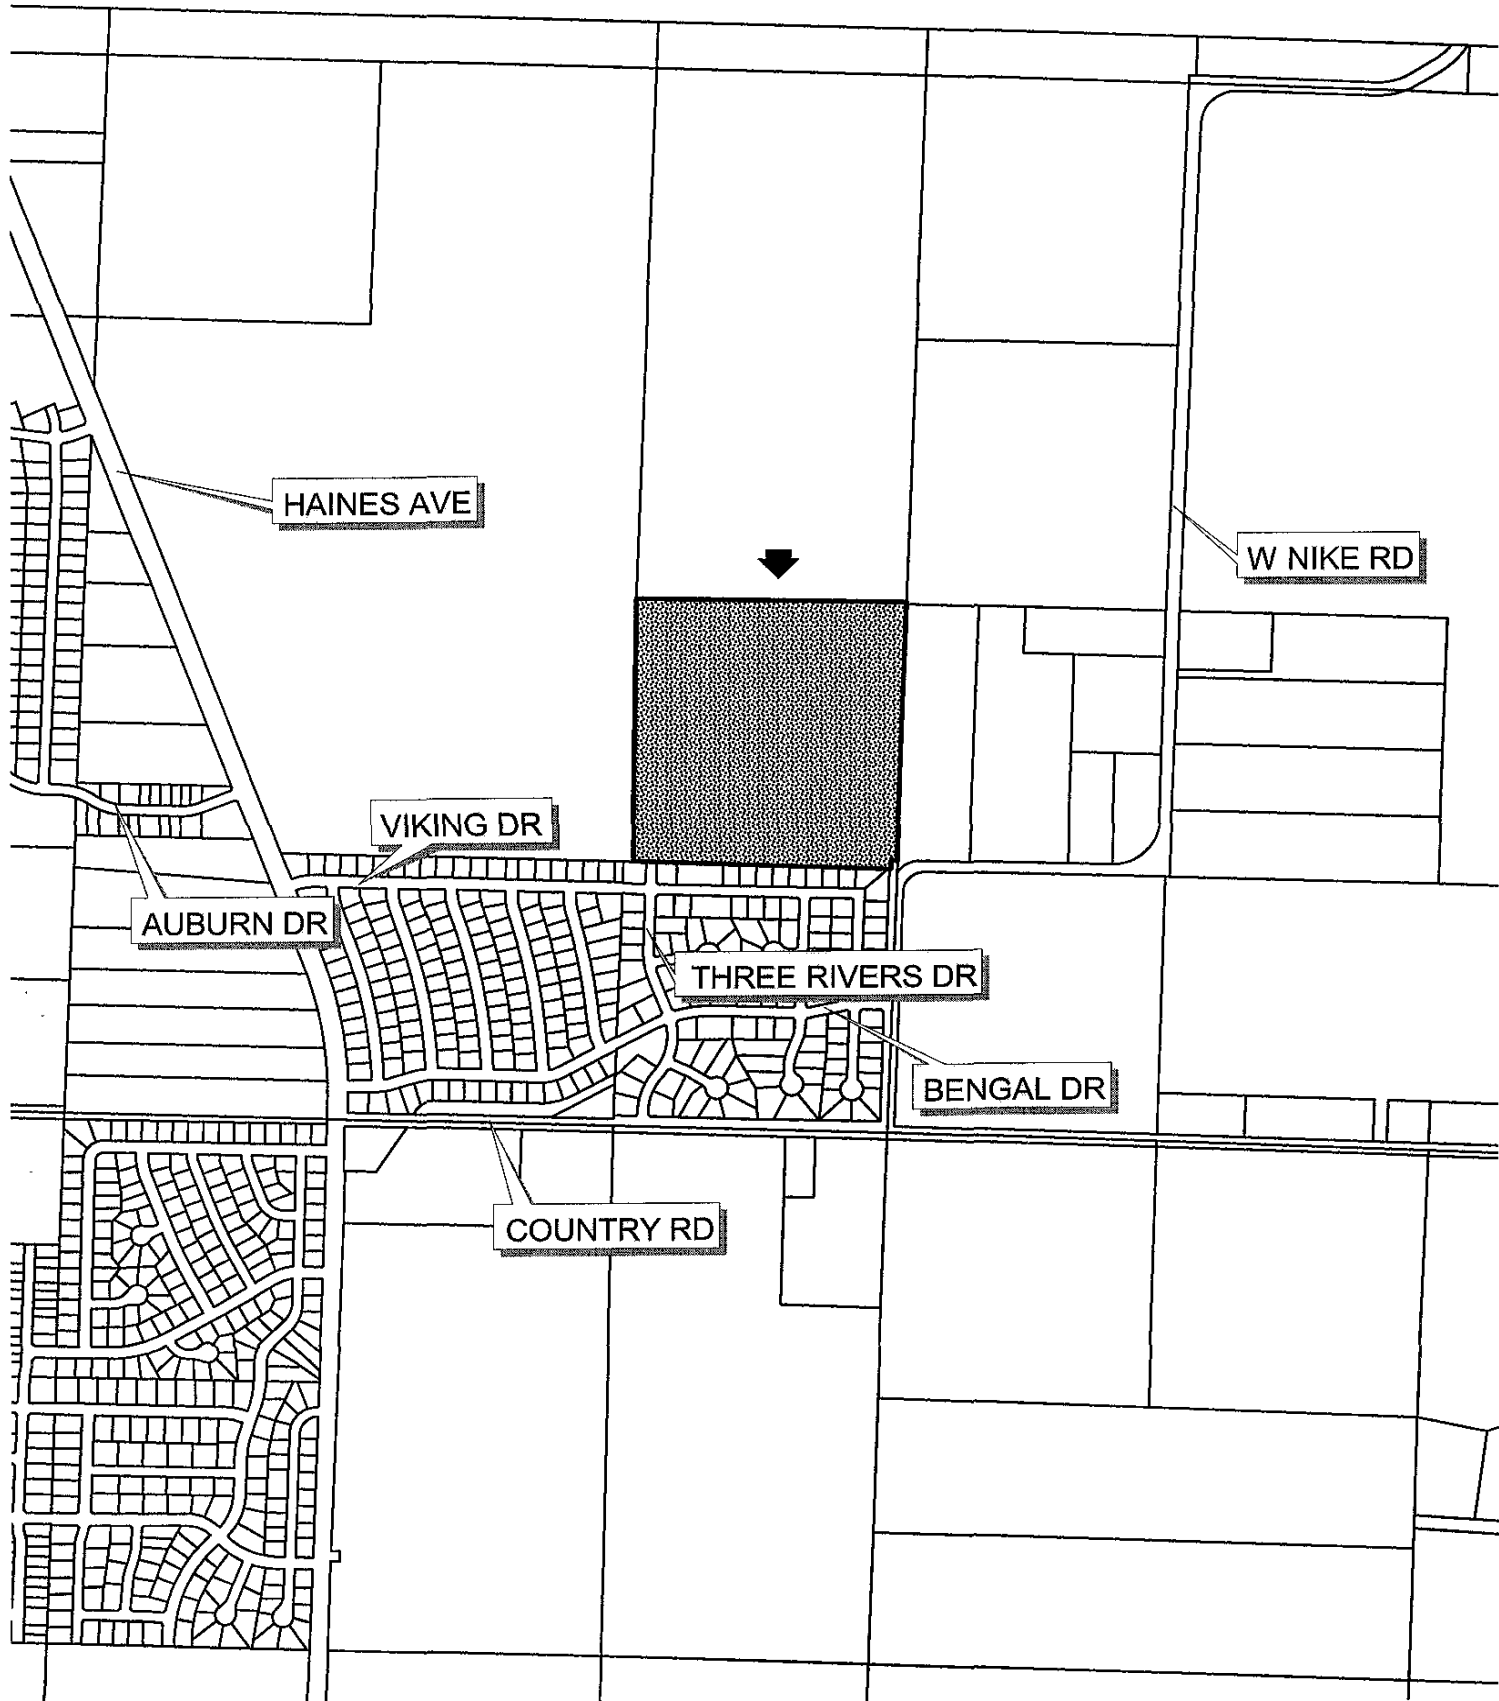 HAINES AVE
W NIKE RD
VIKING DR
AUBURN DR
THREE RIVERS DR
BENGAL DR
COUNTRY RD